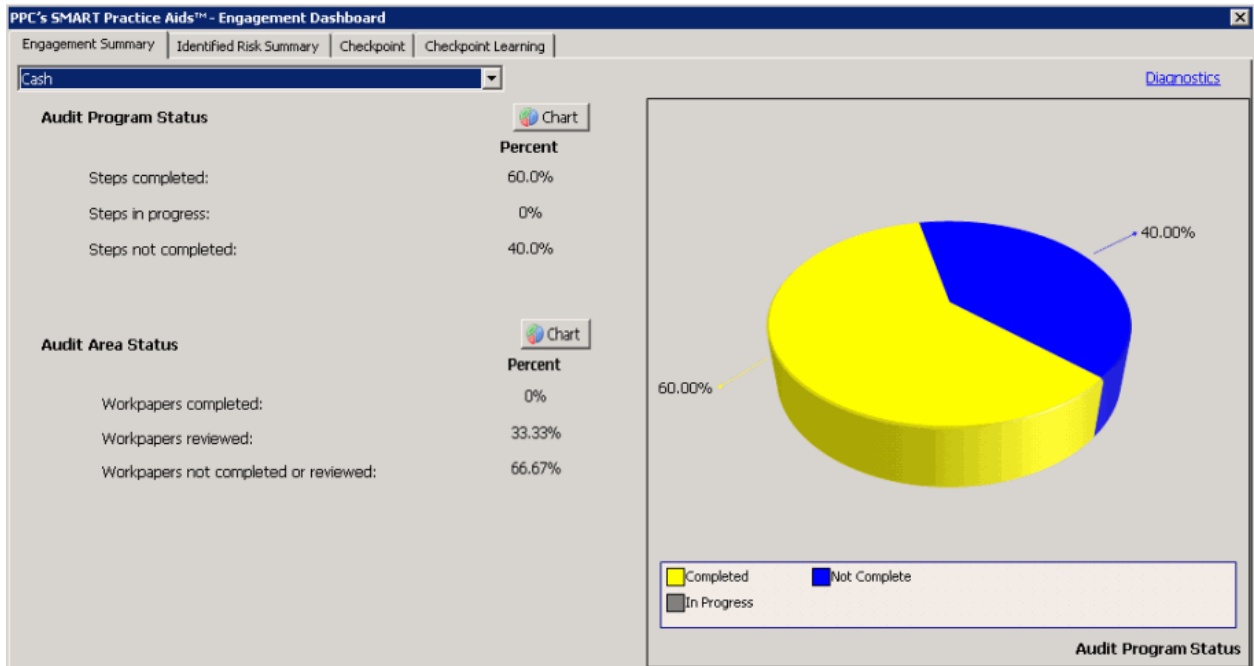 PPC's SMART Practice Aids™ - Engagement Dashboard
Engagement Summary Identified Risk Summary Checkpoint Checkpoint Learning
Cash
Diagnostics
Audit Program Status Chart
Percent
Steps completed: 60.0%
Steps in progress: 0%
Steps not completed: 40.0%
Audit Area Status Chart
Percent
Workpapers completed: 0%
Workpapers reviewed: 33.33%
Workpapers not completed or reviewed: 66.67%
40.00%
60.00%
Completed Not Complete
In Progress
Audit Program Status